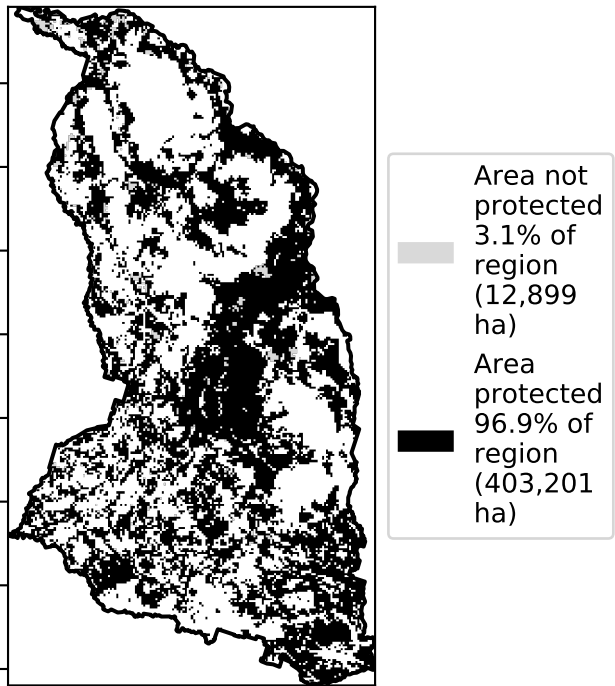 Area not
protected
3.1% of
region
(12,899
ha)
Area
protected
96.9% of
region
(403,201
ha)